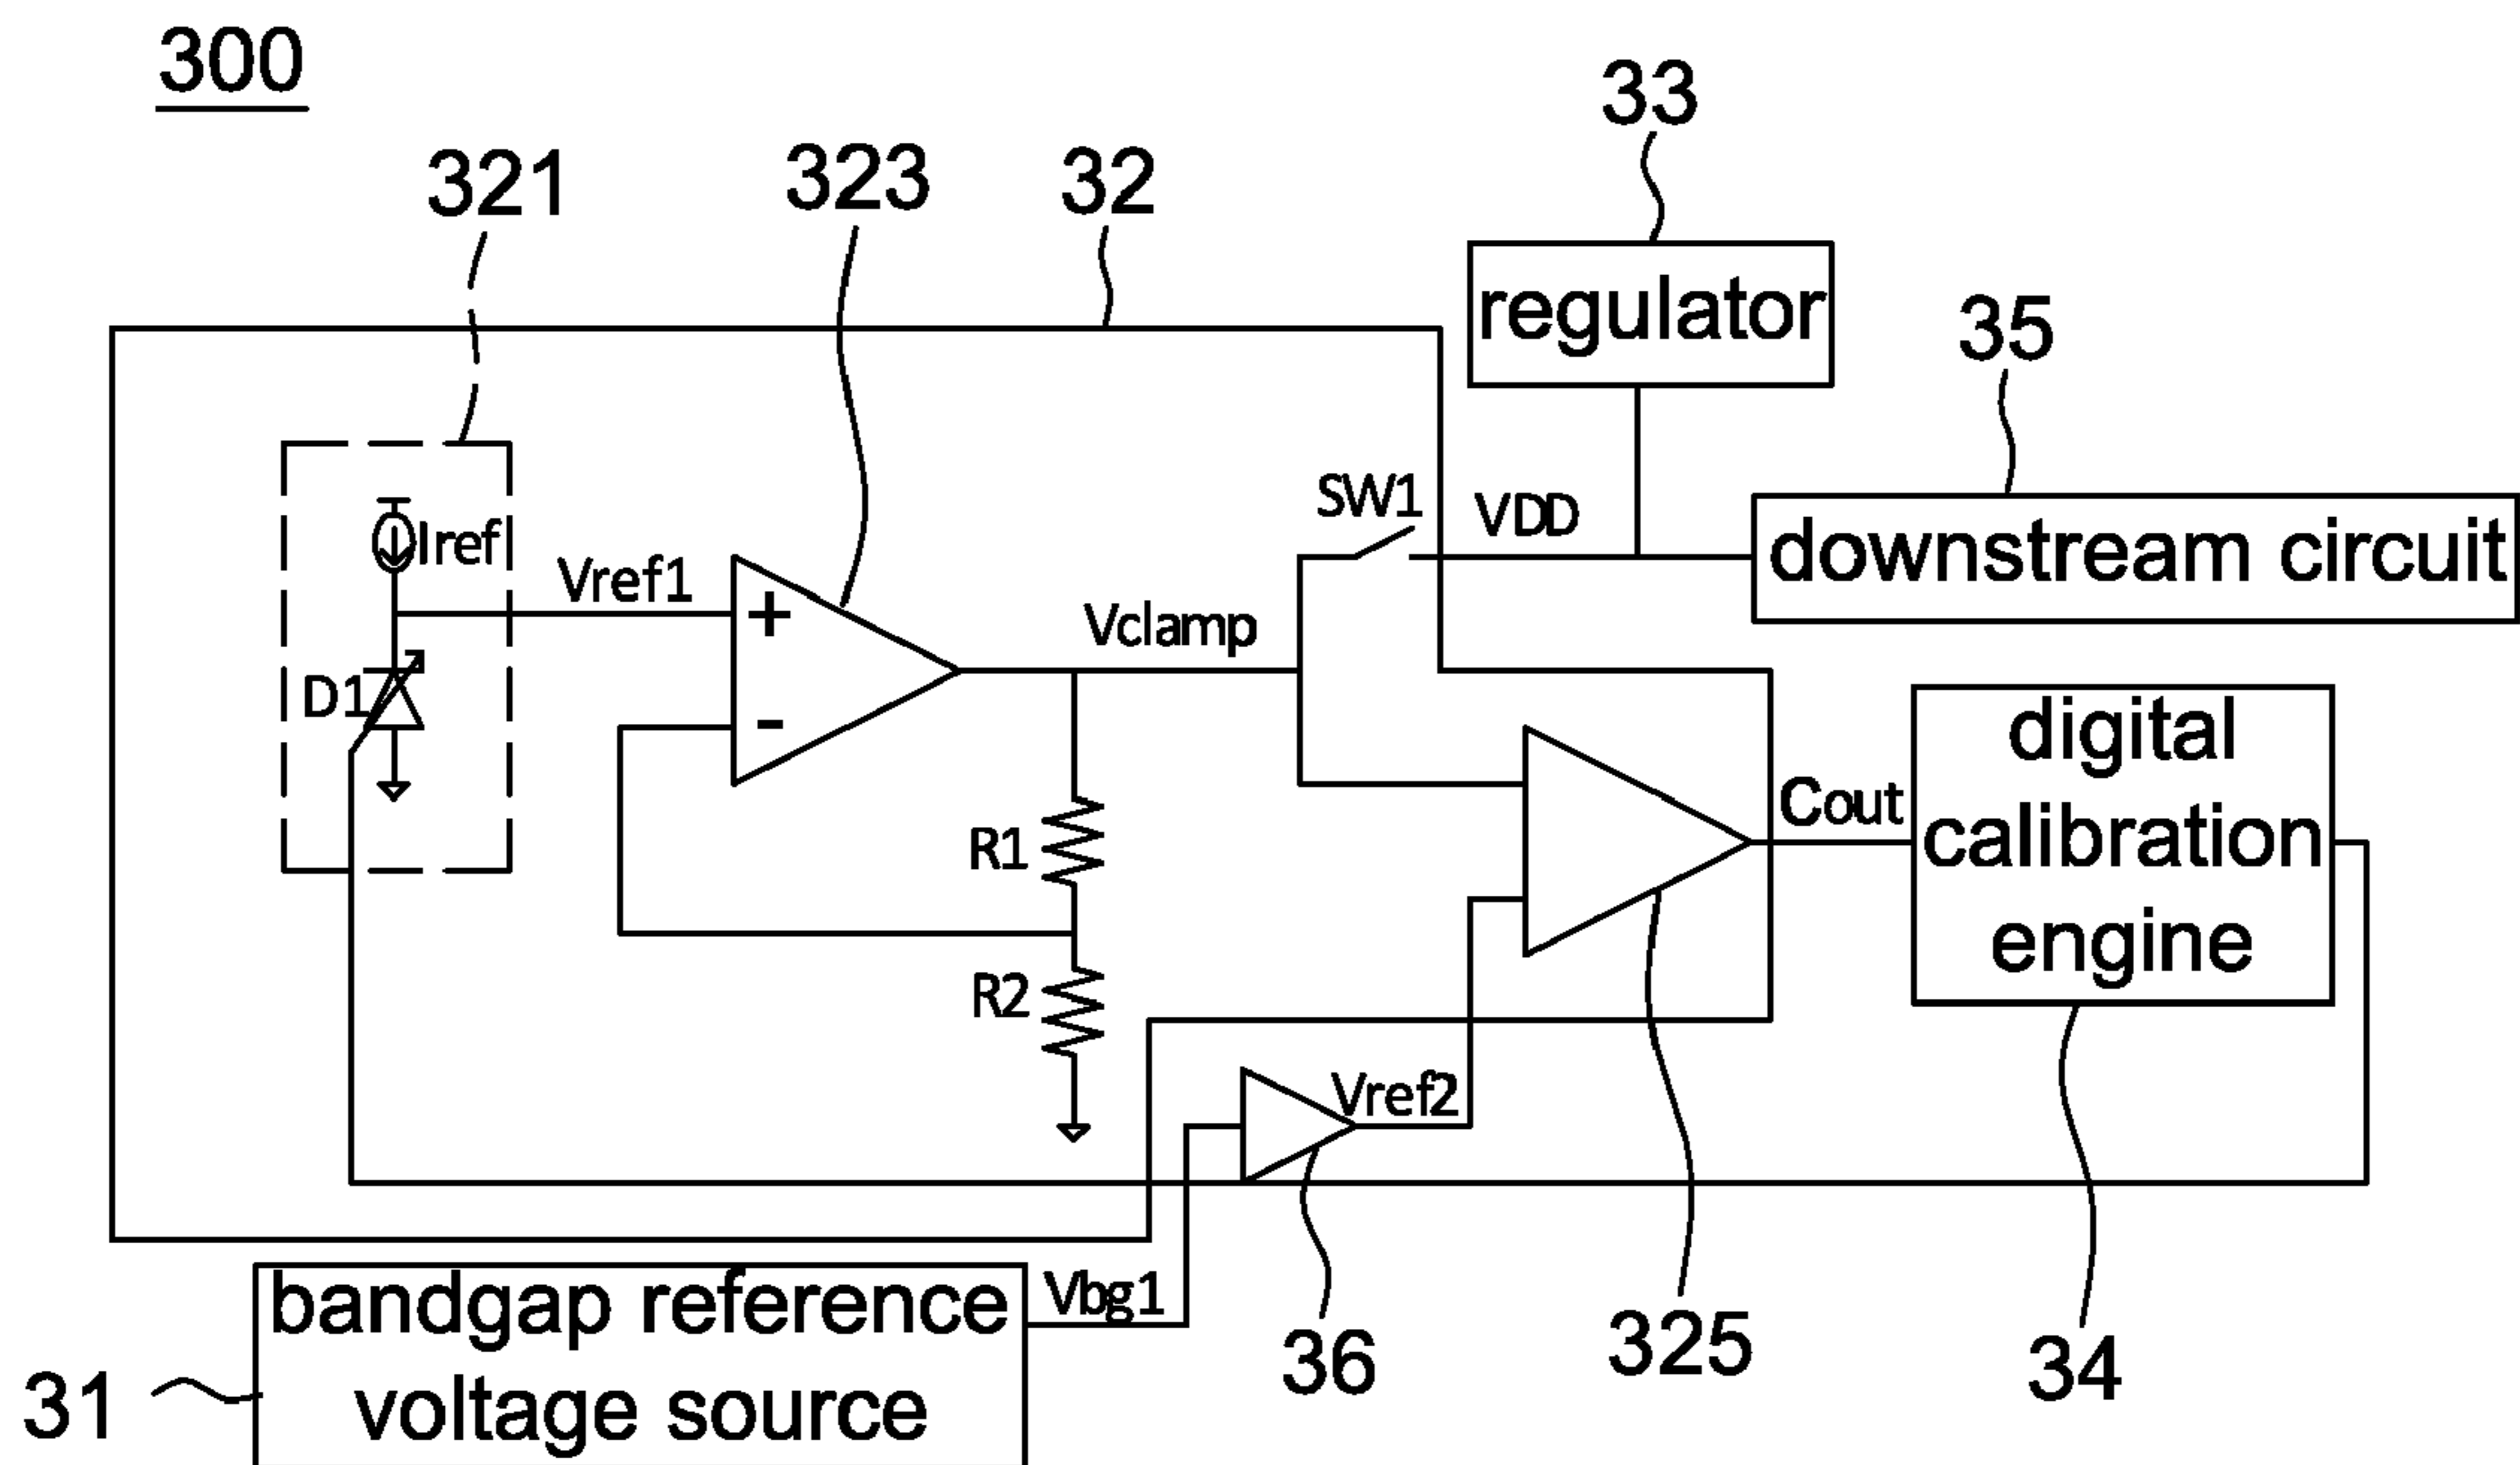 300
33
321
323
32
regulator
35
SW1
VDD
downstream circuit
Iref
Vref1
+
Vclamp
D1
-
digital
calibration
engine
Cout
R1
R2
Vref2
bandgap reference
voltage source
Vbg1
31
36
325
34